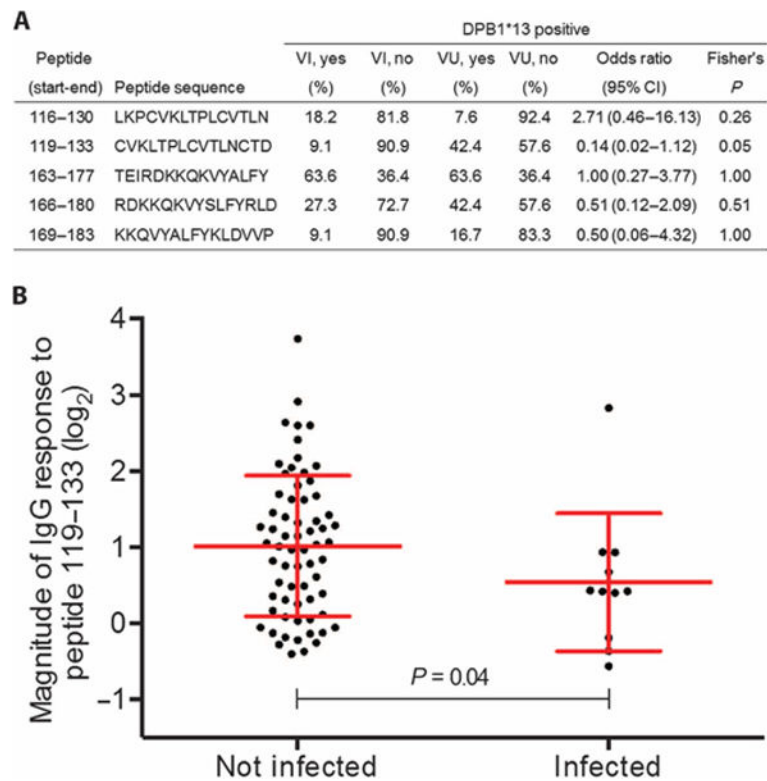 A
DPB1*13 positive
Peptide VI, yes VI, no VU, yes VU, no Odds ratio Fisher's
(start-end) Peptide sequence (%) (%) (%) (%) (95% CI) P
116–130 LKPCVKLTPLCVTLN 18.2 81.8 7.6 92.4 2.71 (0.46–16.13) 0.26
119–133 CVKLTPLCVTLNCTD 9.1 90.9 42.4 57.6 0.14 (0.02–1.12) 0.05
163–177 TEIRDKKQKVYALFY 63.6 36.4 63.6 36.4 1.00 (0.27–3.77) 1.00
166–180 RDKKQKVYSLFYRLD 27.3 72.7 42.4 57.6 0.51 (0.12–2.09) 0.51
169–183 KKQVYALFYKLDVVP 9.1 90.9 16.7 83.3 0.50 (0.06–4.32) 1.00
B
Magnitude of IgG response to
peptide 119–133 (log2)
4
3
2
1
0
−1
P = 0.04
Not infected Infected